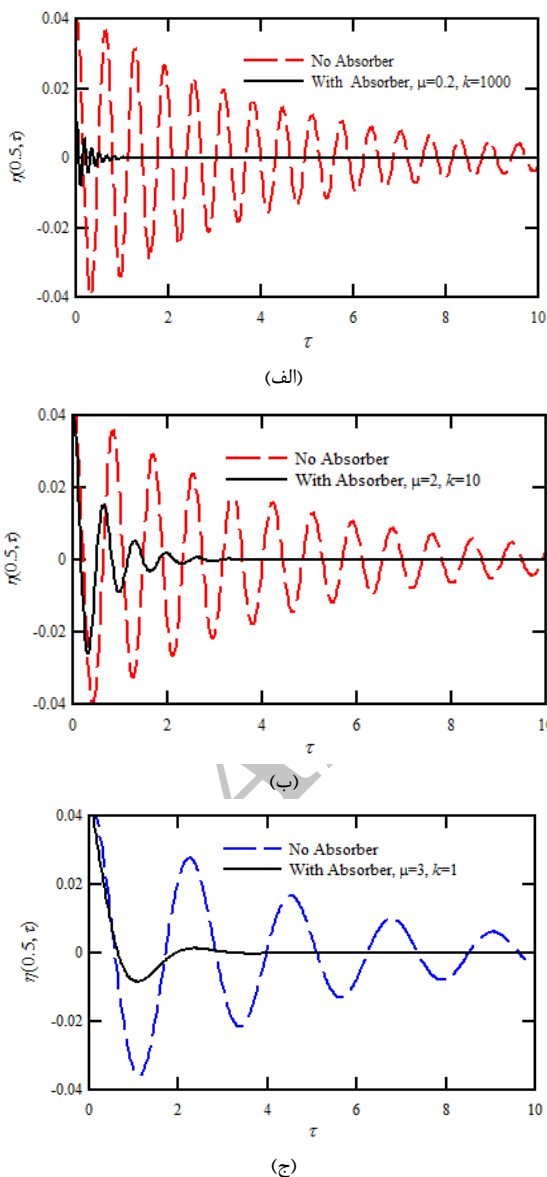 0.04
No Absorber
With Absorber, μ=0.2, k=1000
0.02
η(0.5, τ)
0
-0.02
-0.04
0 2 4 6 8 10
τ
(الف)
0.04
No Absorber
With Absorber, μ=2, k=10
0.02
η(0.5, τ)
0
-0.02
-0.04
0 2 4 6 8 10
τ
(ب)
0.04
No Absorber
With Absorber, μ=3, k=1
0.02
η(0.5, τ)
0
-0.02
-0.04
0 2 4 6 8 10
τ
(ج)